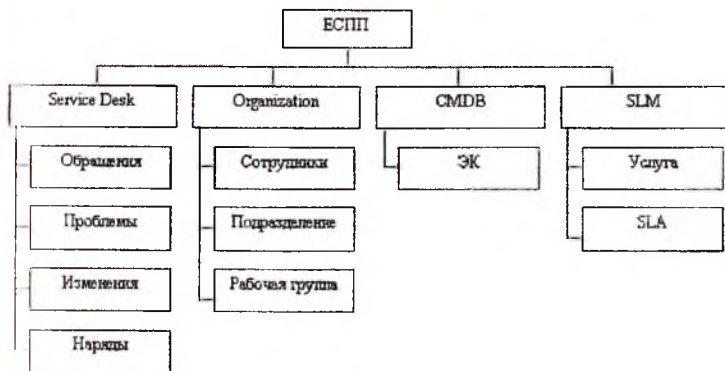 ЕСПП
Service Desk
Organization
CMDB
SLM
Обращения
Сотрудники
ЭК
Услуга
Проблемы
Подразделение
SLA
Изменения
Рабочая группа
Наряды